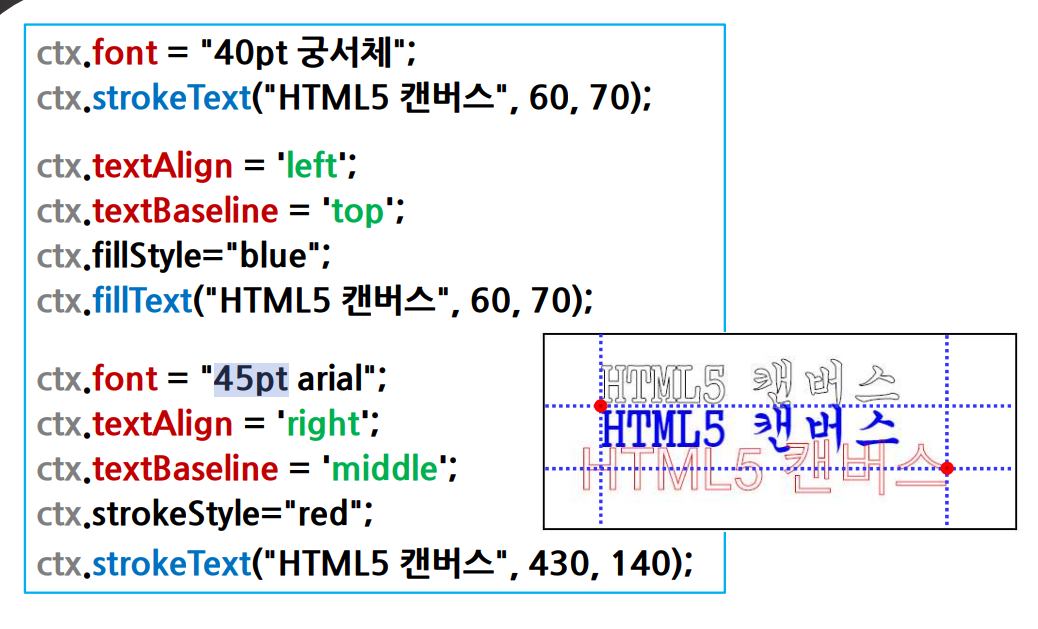 ctx.font = "40pt 궁서체";
ctx.strokeText("HTML5 캔버스", 60, 70);
ctx.textAlign = 'left';
ctx.textBaseline = 'top';
ctx.fillStyle="blue";
ctx.fillText("HTML5 캔버스", 60, 70);
ctx.font = "45pt arial";
ctx.textAlign = 'right';
ctx.textBaseline = 'middle';
ctx.strokeStyle="red";
ctx.strokeText("HTML5 캔버스", 430, 140);
HTML5 캔버스
HTML5 캔버스
HTML5 캔버스